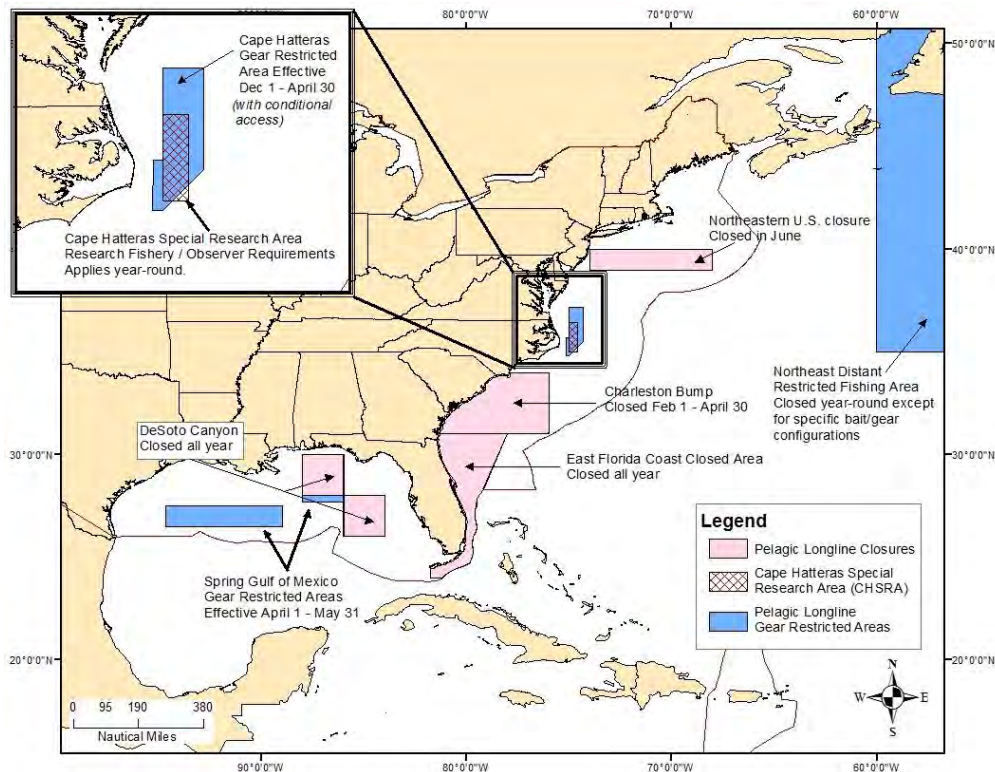 80°0'0"W
70°0'0"W
60°0'0"W
50°0'0"N
40°0'0"N
30°0'0"N
20°0'0"N
30°0'0"N
20°0'0"N
90°0'0"W
80°0'0"W
70°0'0"W
60°0'0"W
Cape Hatteras
Gear Restricted
Area Effective
Dec 1 - April 30
(with conditional
access)
Cape Hatteras Special Research Area
Research Fishery / Observer Requirements
Applies year-round.
Northeastern U.S. closure
Closed in June
Northeast Distant
Restricted Fishing Area
Closed year-round except
for specific bait/gear
configurations
Charleston Bump
Closed Feb 1 - April 30
East Florida Coast Closed Area
Closed all year
DeSoto Canyon
Closed all year
Spring Gulf of Mexico
Gear Restricted Areas
Effective April 1 - May 31
Legend
Pelagic Longline Closures
Cape Hatteras Special
Research Area (CHSRA)
Pelagic Longline
Gear Restricted Areas
0 95 190 380
Nautical Miles
N
W E
S